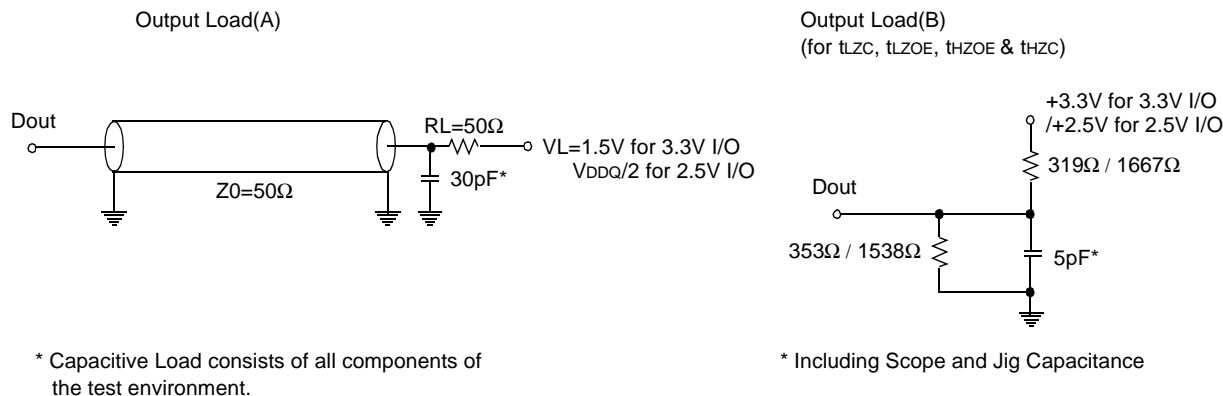 Output Load(A)
Dout
Z0=50Ω
RL=50Ω
30pF*
VL=1.5V for 3.3V I/O
VDDQ/2 for 2.5V I/O
* Capacitive Load consists of all components of
the test environment.
Output Load(B)
(for tLZC, tLZOE, tHZOE & tHZC)
+3.3V for 3.3V I/O
/+2.5V for 2.5V I/O
319Ω / 1667Ω
Dout
353Ω / 1538Ω
5pF*
* Including Scope and Jig Capacitance